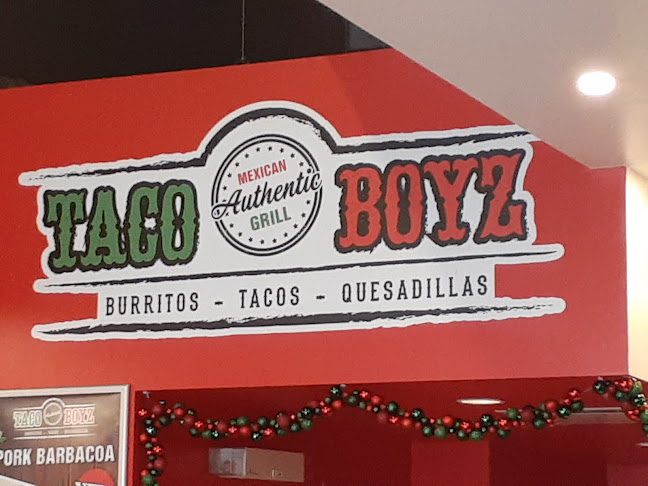 TACO
MEXICAN
Authentic
GRILL
BOYZ
BURRITOS - TACOS - QUESADILLAS
TACO BOYZ
PORK BARBACOA